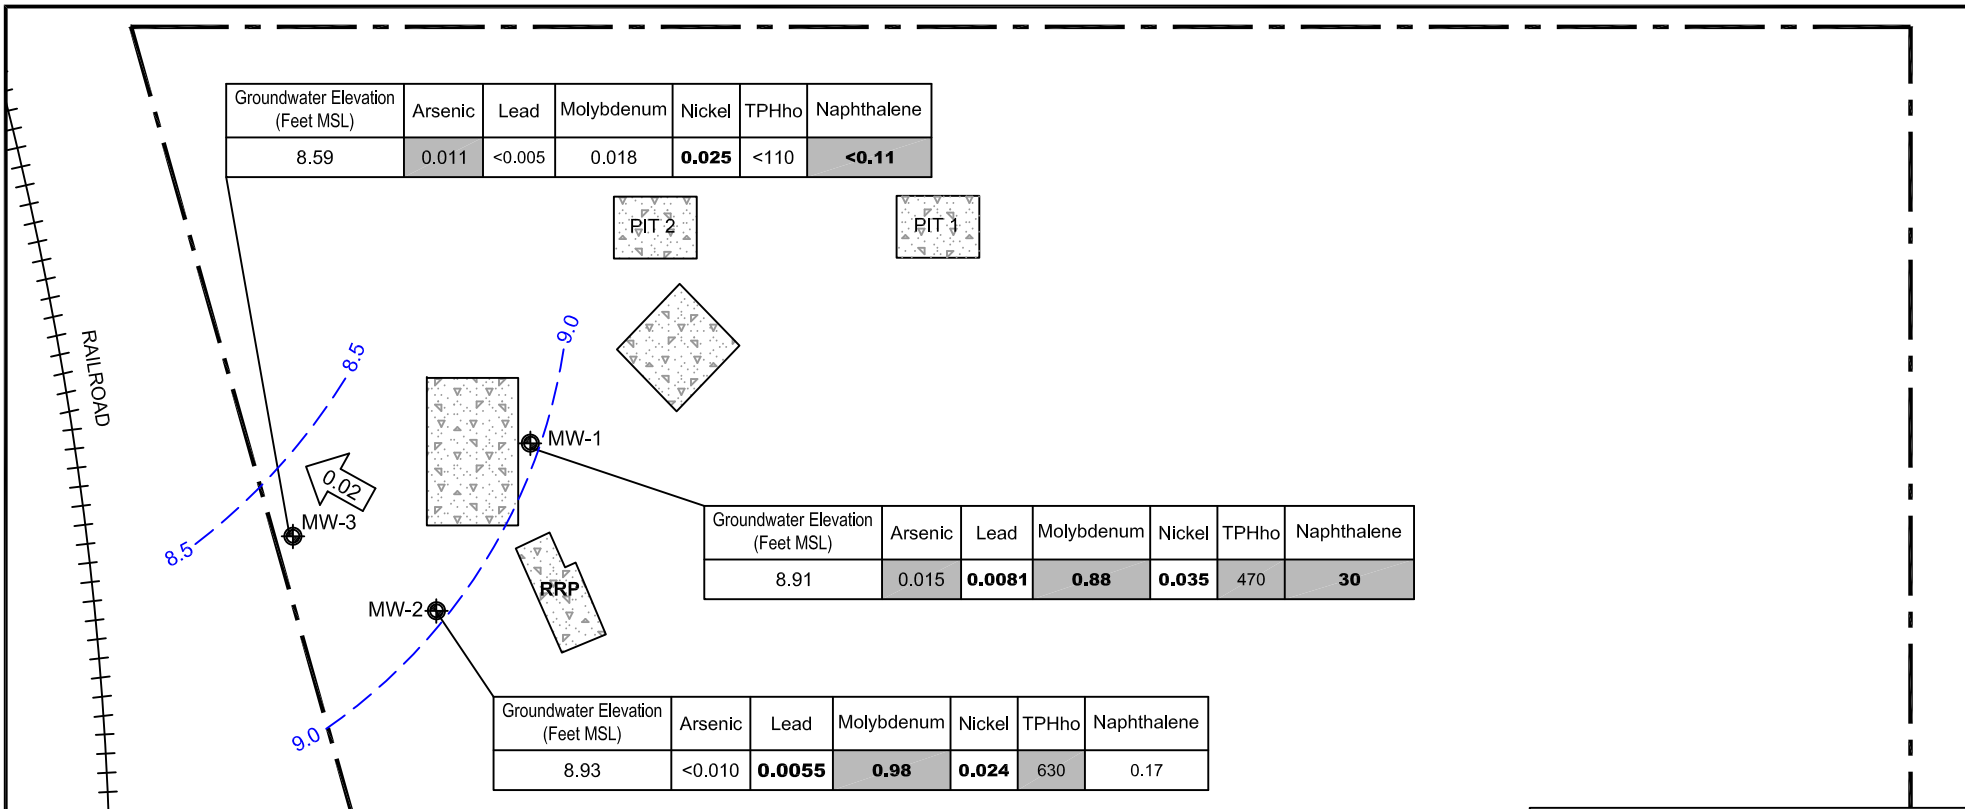 Groundwater Elevation (Feet MSL) Arsenic Lead Molybdenum Nickel TPHho Naphthalene
8.59 0.011 <0.005 0.018 0.025 <110 <0.11
PIT 2 PIT 1
RAILROAD
8.5
9.0
MW-1
0.02
MW-3
8.5
Groundwater Elevation (Feet MSL) Arsenic Lead Molybdenum Nickel TPHho Naphthalene
8.91 0.015 0.0081 0.88 0.035 470 30
RRP
MW-2
9.0
Groundwater Elevation (Feet MSL) Arsenic Lead Molybdenum Nickel TPHho Naphthalene
8.93 <0.010 0.0055 0.98 0.024 630 0.17